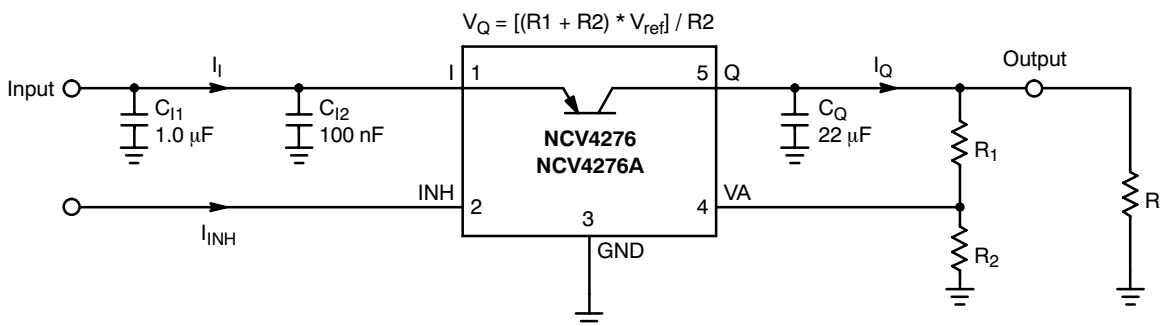 V_Q = [(R1 + R2) * V_ref] / R2
Input
I_I
C_I1
1.0 μF
C_I2
100 nF
I
1
5
Q
I_Q
Output
C_Q
22 μF
NCV4276
NCV4276A
R_1
R
INH
2
4
VA
I_INH
3
GND
R_2